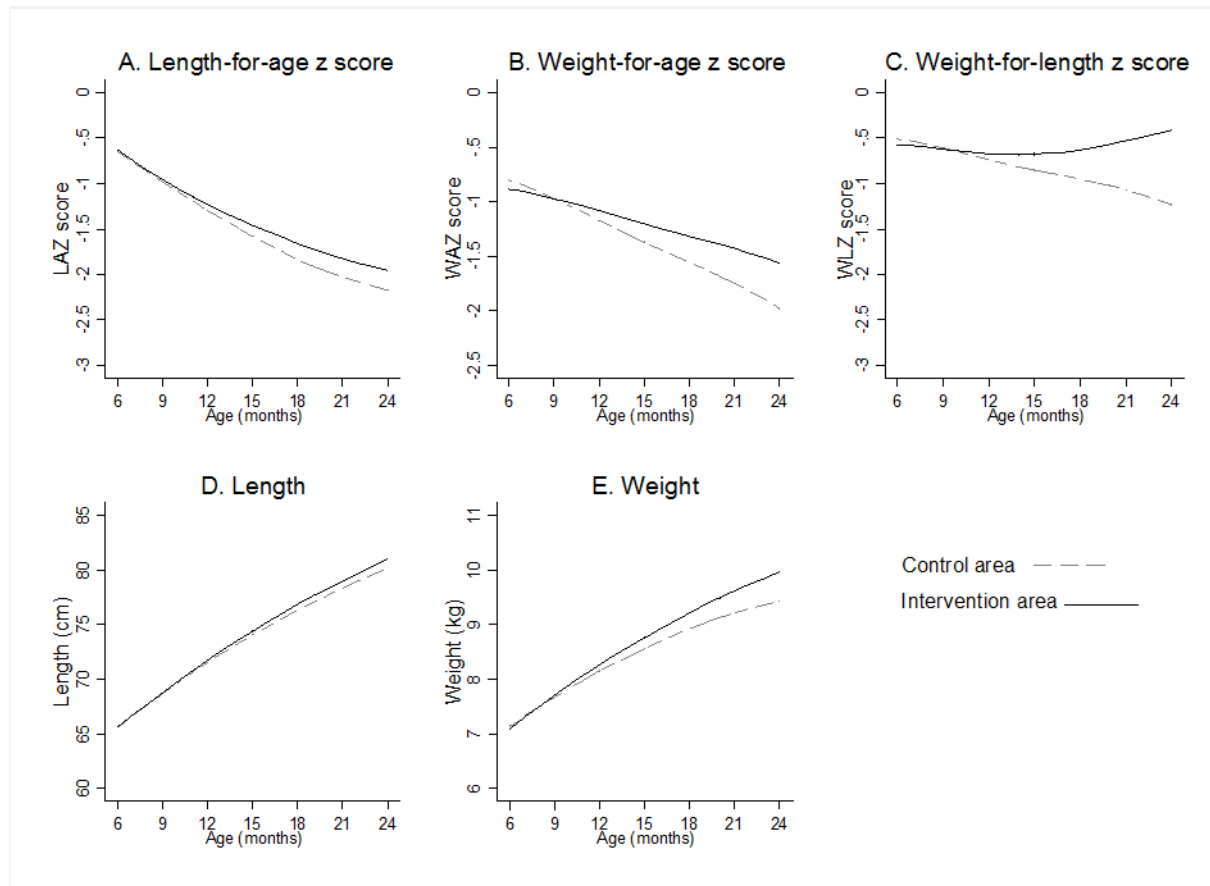 A. Length-for-age z score
LAZ score
0
-.5
-1
-1.5
-2
-2.5
-3
6 9 12 15 18 21 24
Age (months)
B. Weight-for-age z score
WAZ score
0
-.5
-1
-1.5
-2
-2.5
6 9 12 15 18 21 24
Age (months)
C. Weight-for-length z score
WLZ score
0
-.5
-1
-1.5
-2
-2.5
-3
6 9 12 15 18 21 24
Age (months)
D. Length
Length (cm)
85
80
75
70
65
60
6 9 12 15 18 21 24
Age (months)
E. Weight
Weight (kg)
11
10
9
8
7
6
6 9 12 15 18 21 24
Age (months)
Control area
Intervention area